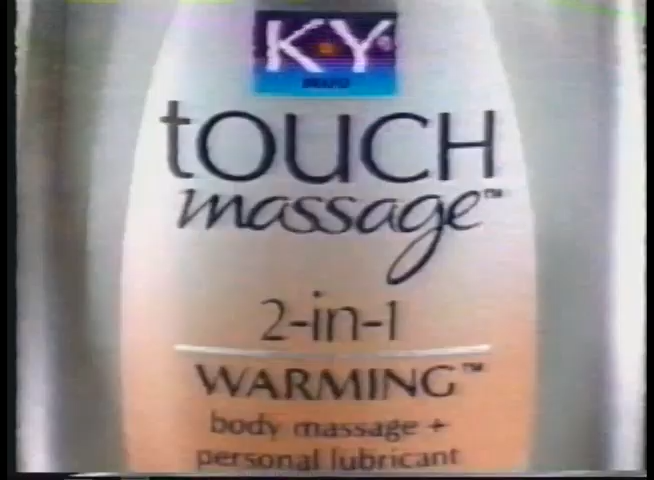 K·Y®
tOUCH
massage™
2-in-1
WARMING™
body massage +
personal lubricant